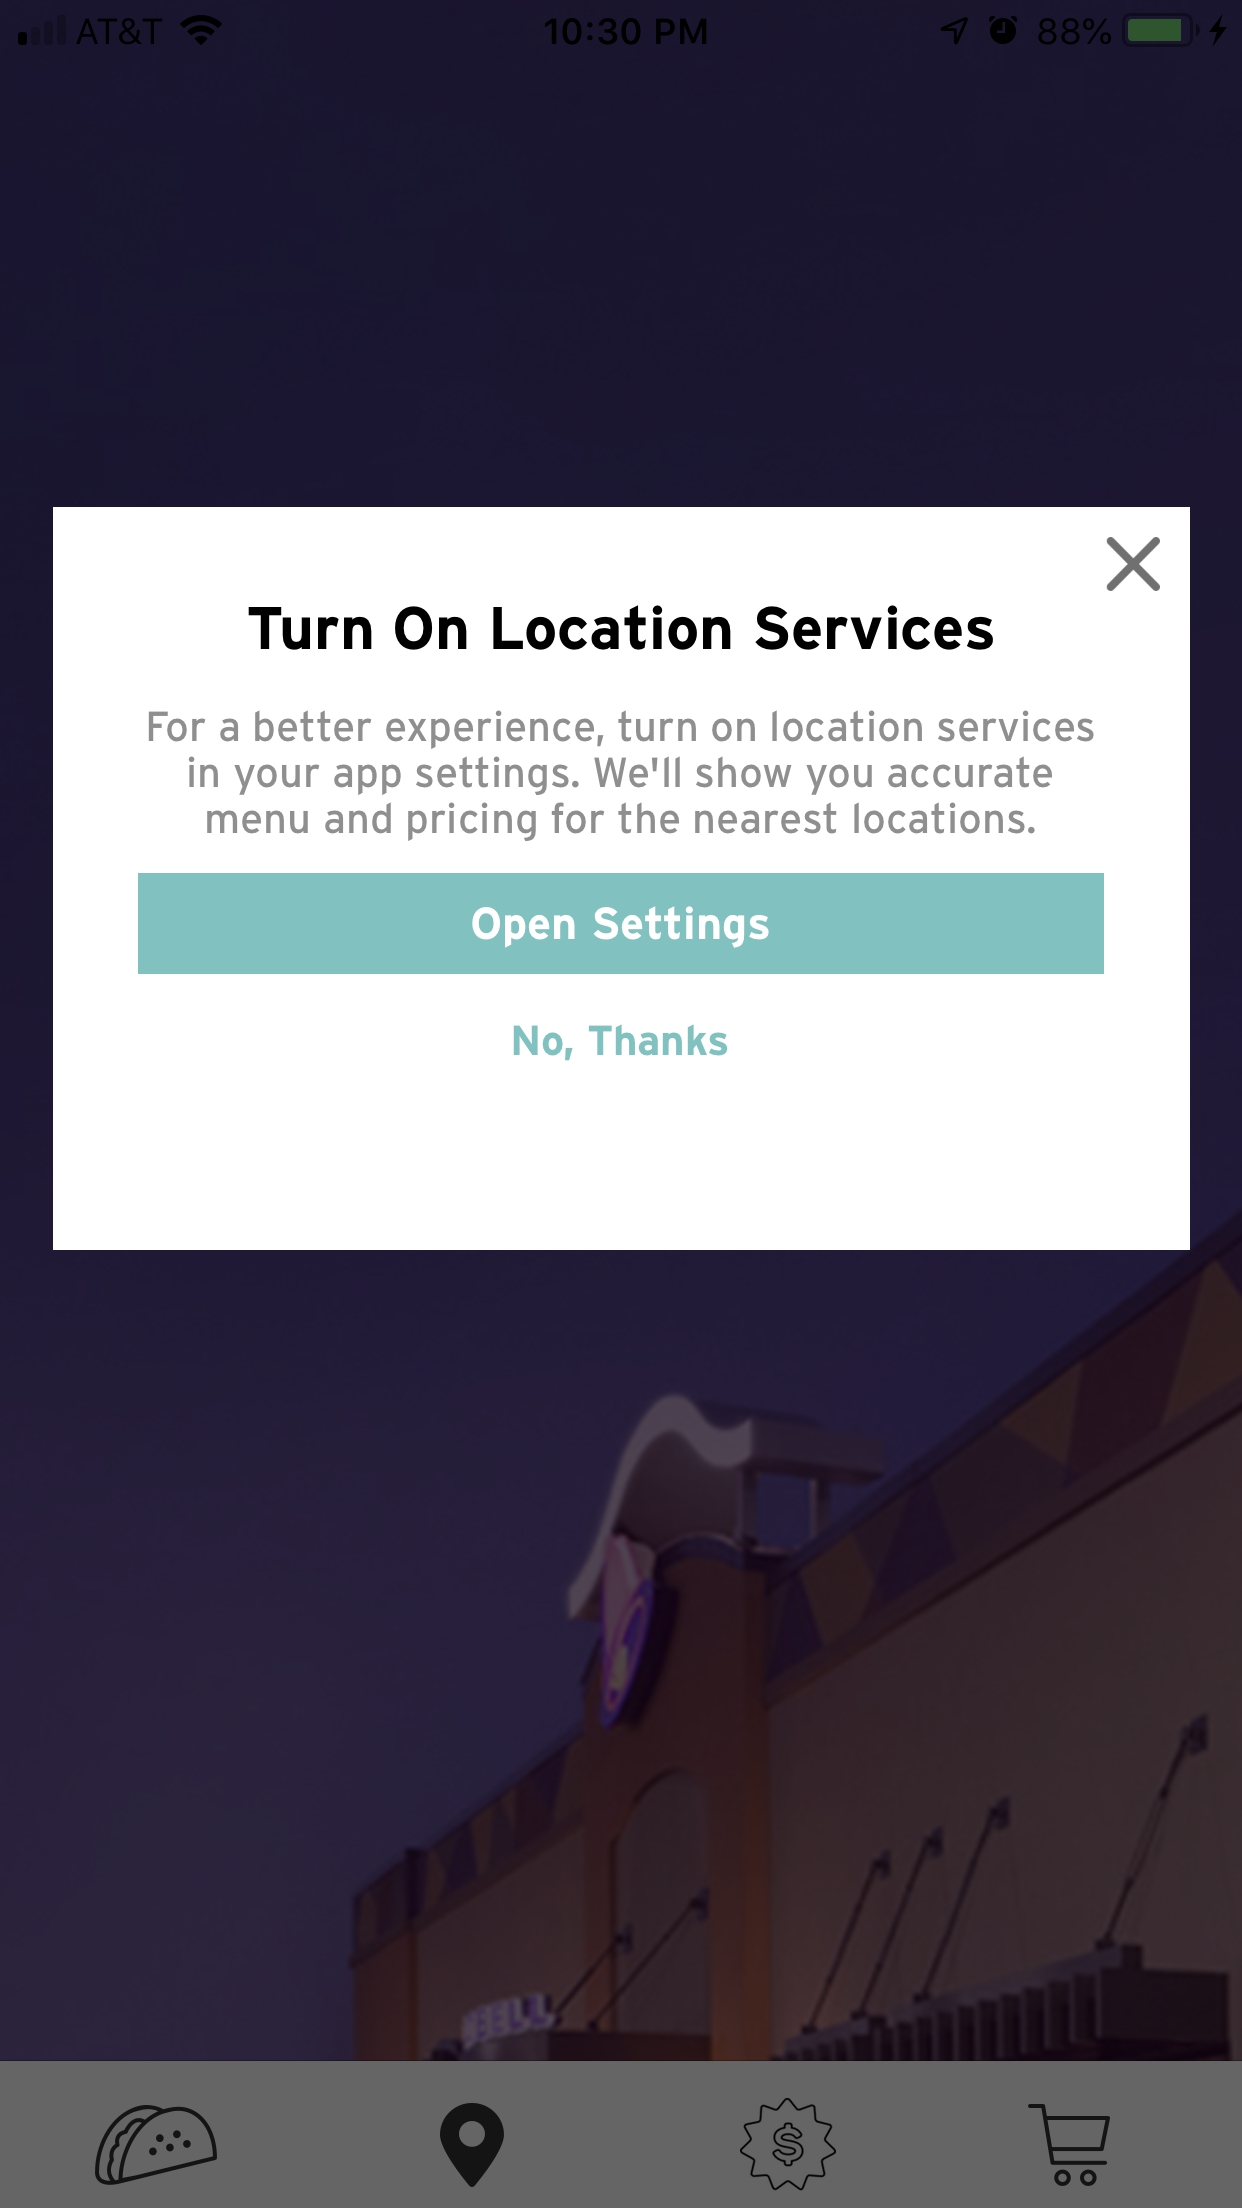 AT&T 10:30 PM 88%
Turn On Location Services
For a better experience, turn on location services
in your app settings. We'll show you accurate
menu and pricing for the nearest locations.
Open Settings
No, Thanks
BELL
$